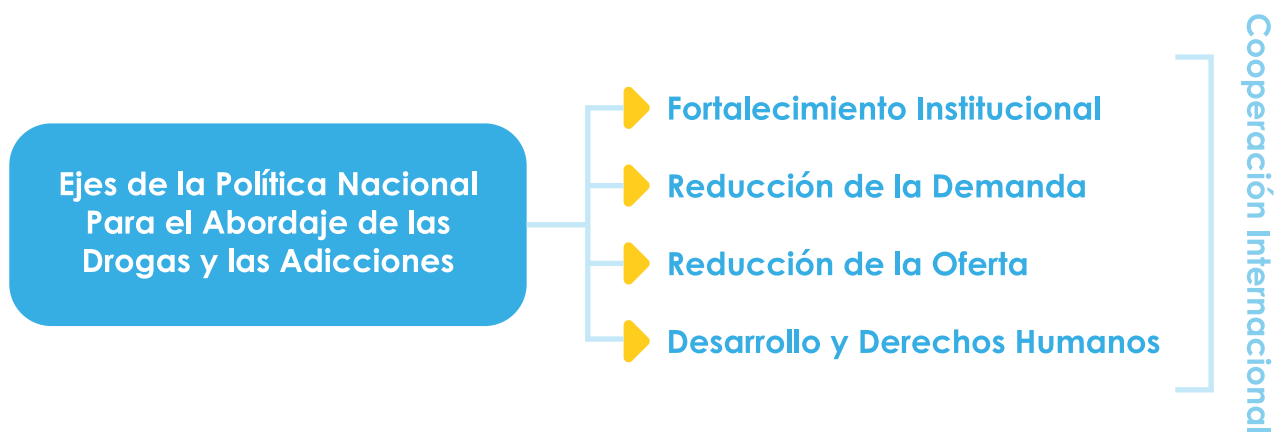 Ejes de la Política Nacional
Para el Abordaje de las
Drogas y las Adicciones
Fortalecimiento Institucional
Reducción de la Demanda
Reducción de la Oferta
Desarrollo y Derechos Humanos
Cooperación Internacional